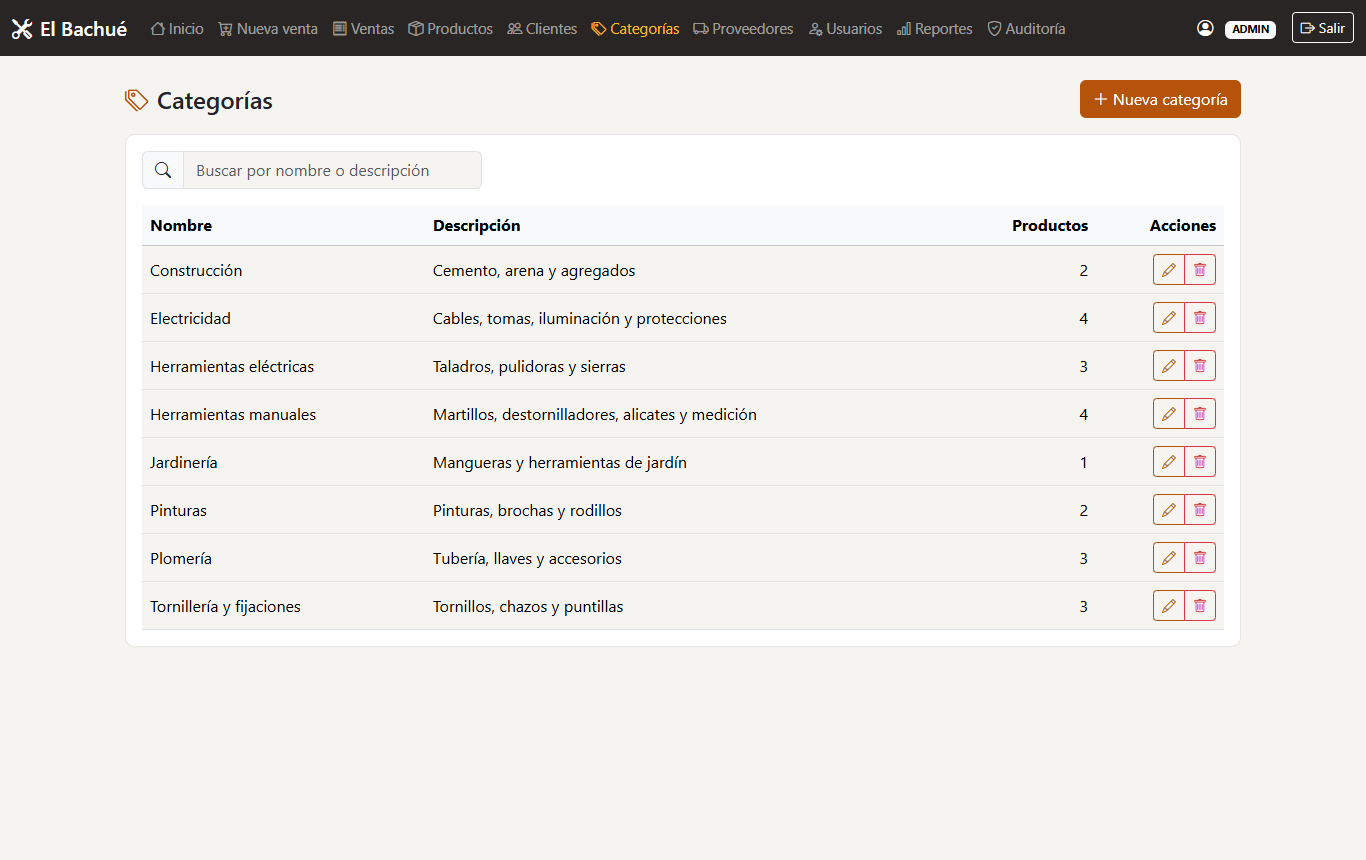 El Bachué Inicio Nueva venta Ventas Productos Clientes Categorías Proveedores Usuarios Reportes Auditoría ADMIN Salir
Categorías
Nueva categoría
Buscar por nombre o descripción
Nombre Descripción Productos Acciones
Construcción Cemento, arena y agregados 2
Electricidad Cables, tomas, iluminación y protecciones 4
Herramientas eléctricas Taladros, pulidoras y sierras 3
Herramientas manuales Martillos, destornilladores, alicates y medición 4
Jardinería Mangueras y herramientas de jardín 1
Pinturas Pinturas, brochas y rodillos 2
Plomería Tubería, llaves y accesorios 3
Tornillería y fijaciones Tornillos, chazos y puntillas 3